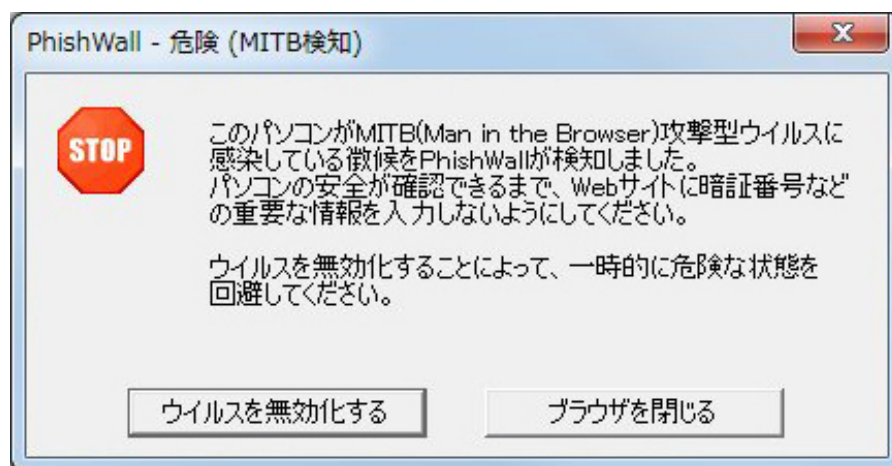 PhishWall - 危険 (MITB検知)
STOP
このパソコンがMITB(Man in the Browser)攻撃型ウイルスに
感染している徴候をPhishWallが検知しました。
パソコンの安全が確認できるまで、Webサイトに暗証番号など
の重要な情報を入力しないようにしてください。
ウイルスを無効化することによって、一時的に危険な状態を
回避してください。
ウイルスを無効化する
ブラウザを閉じる